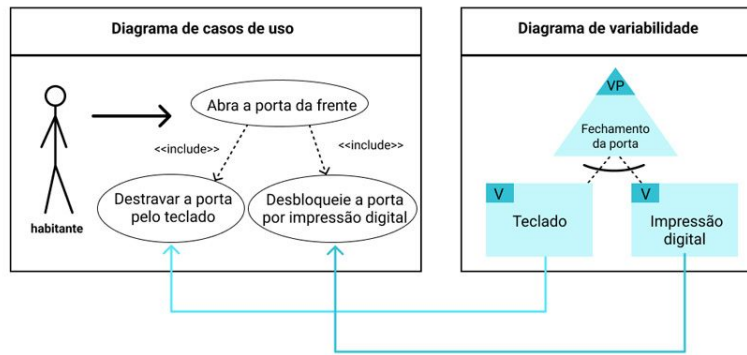 Diagrama de casos de uso
Abra a porta da frente
<<include>>
<<include>>
Destravar a porta
pelo teclado
Desbloqueie a porta
por impressão digital
habitante
Diagrama de variabilidade
VP
Fechamento
da porta
V
Teclado
V
Impressão
digital